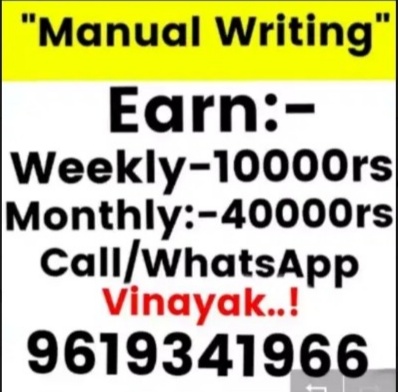 "Manual Writing"
Earn:-
Weekly-10000rs
Monthly:-40000rs
Call/WhatsApp
Vinayak..!
9619341966